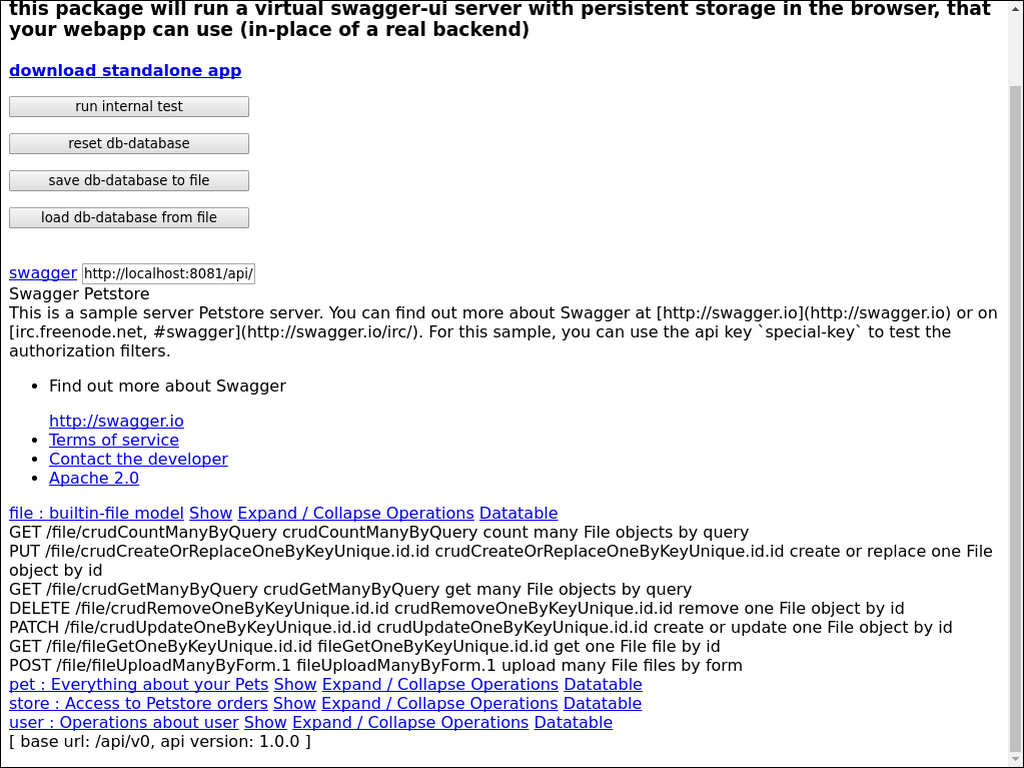 this package will run a virtual swagger-ui server with persistent storage in the browser, that
your webapp can use (in-place of a real backend)
download standalone app
run internal test
reset db-database
save db-database to file
load db-database from file
swagger http://localhost:8081/api/
Swagger Petstore
This is a sample server Petstore server. You can find out more about Swagger at [http://swagger.io](http://swagger.io) or on
[irc.freenode.net, #swagger](http://swagger.io/irc/). For this sample, you can use the api key `special-key` to test the
authorization filters.
• Find out more about Swagger
http://swagger.io
• Terms of service
• Contact the developer
• Apache 2.0
file : builtin-file model Show Expand / Collapse Operations Datatable
GET /file/crudCountManyByQuery crudCountManyByQuery count many File objects by query
PUT /file/crudCreateOrReplaceOneByKeyUnique.id.id crudCreateOrReplaceOneByKeyUnique.id.id create or replace one File
object by id
GET /file/crudGetManyByQuery crudGetManyByQuery get many File objects by query
DELETE /file/crudRemoveOneByKeyUnique.id.id crudRemoveOneByKeyUnique.id.id remove one File object by id
PATCH /file/crudUpdateOneByKeyUnique.id.id crudUpdateOneByKeyUnique.id.id create or update one File object by id
GET /file/fileGetOneByKeyUnique.id.id fileGetOneByKeyUnique.id.id get one File file by id
POST /file/fileUploadManyByForm.1 fileUploadManyByForm.1 upload many File files by form
pet : Everything about your Pets Show Expand / Collapse Operations Datatable
store : Access to Petstore orders Show Expand / Collapse Operations Datatable
user : Operations about user Show Expand / Collapse Operations Datatable
[ base url: /api/v0, api version: 1.0.0 ]